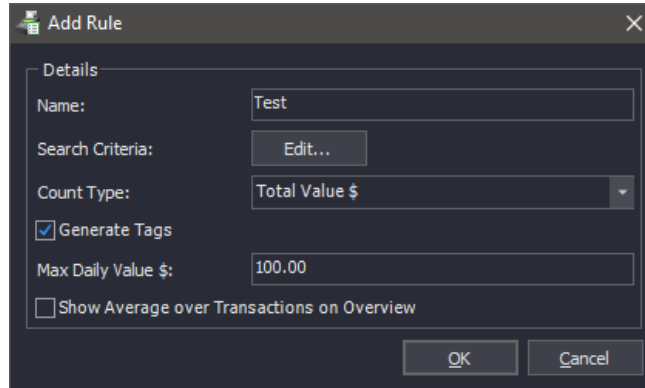 Add Rule
Details
Name: Test
Search Criteria: Edit...
Count Type: Total Value $
Generate Tags
Max Daily Value $: 100.00
Show Average over Transactions on Overview
OK Cancel